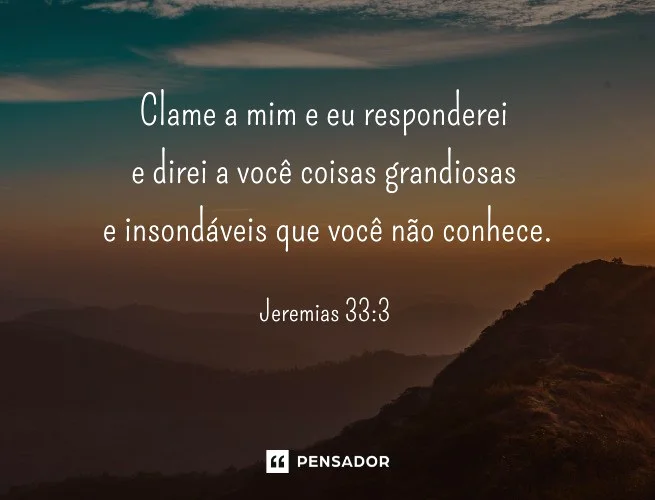 Clame a mim e eu responderei
e direi a você coisas grandiosas
e insondáveis que você não conhece.
Jeremias 33:3
PENSADOR